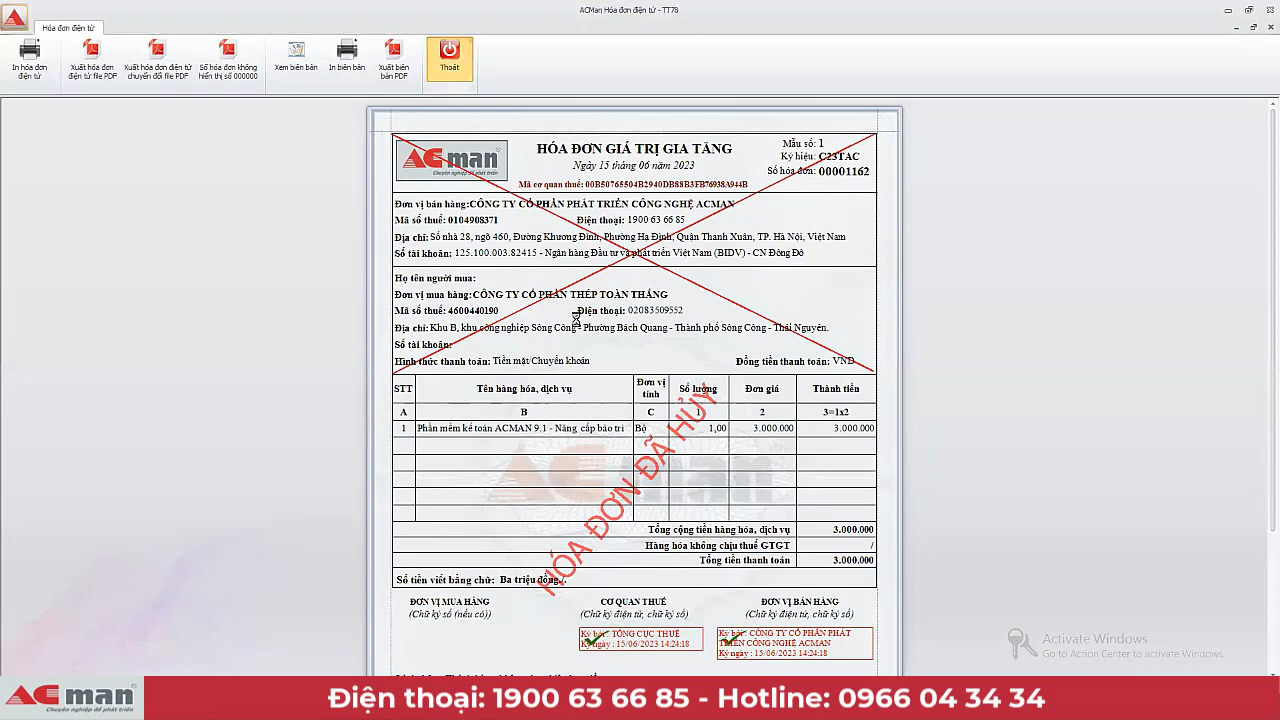 ACMan Hóa đơn điện tử - TT78
Hóa đơn điện tử
In hóa đơn điện tử
Xuất hóa đơn điện tử file PDF
Xuất hóa đơn điện tử chuyển đổi file PDF
Số hóa đơn không hiển thị số 000000
Xem biên bản
In biên bản
Xuất biên bản PDF
Thoát
ACman
Chuyên nghiệp để phát triển
HÓA ĐƠN GIÁ TRỊ GIA TĂNG
Ngày 15 tháng 06 năm 2023
Mã cơ quan thuế: 00B50765504B2940DB88B3FB76938A944B
Mẫu số: 1
Ký hiệu: C23TAC
Số hóa đơn: 00001162
Đơn vị bán hàng: CÔNG TY CỔ PHẦN PHÁT TRIỂN CÔNG NGHỆ ACMAN
Mã số thuế: 0104908371 Điện thoại: 1900 63 66 85
Địa chỉ: Số nhà 28, ngõ 460, Đường Khương Đình, Phường Hạ Đình, Quận Thanh Xuân, TP. Hà Nội, Việt Nam
Số tài khoản: 125.100.003.82415 - Ngân hàng Đầu tư và phát triển Việt Nam (BIDV) - CN Đông Đô
Họ tên người mua:
Đơn vị mua hàng: CÔNG TY CỔ PHẦN THÉP TOÀN THẮNG
Mã số thuế: 4600440190 Điện thoại: 02083509552
Địa chỉ: Khu B, khu công nghiệp Sông Công - Phường Bách Quang - Thành phố Sông Công - Thái Nguyên.
Số tài khoản:
Hình thức thanh toán: Tiền mặt/Chuyển khoản Đồng tiền thanh toán: VND
STT Tên hàng hóa, dịch vụ Đơn vị tính Số lượng Đơn giá Thành tiền
A B C 1 2 3=1x2
1 Phần mềm kế toán ACMAN 9.1 - Nâng cấp bảo trì Bộ 1,00 3.000.000 3.000.000
ACman
HÓA ĐƠN ĐÃ HỦY
Tổng cộng tiền hàng hóa, dịch vụ 3.000.000
Hàng hóa không chịu thuế GTGT /
Tổng tiền thanh toán 3.000.000
Số tiền viết bằng chữ: Ba triệu đồng./.
ĐƠN VỊ MUA HÀNG CƠ QUAN THUẾ ĐƠN VỊ BÁN HÀNG
(Chữ ký số (nếu có)) (Chữ ký điện tử, chữ ký số) (Chữ ký điện tử, chữ ký số)
Ký bởi: TỔNG CỤC THUẾ
Ký ngày : 15/06/2023 14:24:18
Ký bởi : CÔNG TY CỔ PHẦN PHÁT
TRIỂN CÔNG NGHỆ ACMAN
Ký ngày : 15/06/2023 14:24:18
Activate Windows
Go to Action Center to activate Windows.
ACman
Chuyên nghiệp để phát triển
Điện thoại: 1900 63 66 85 - Hotline: 0966 04 34 34